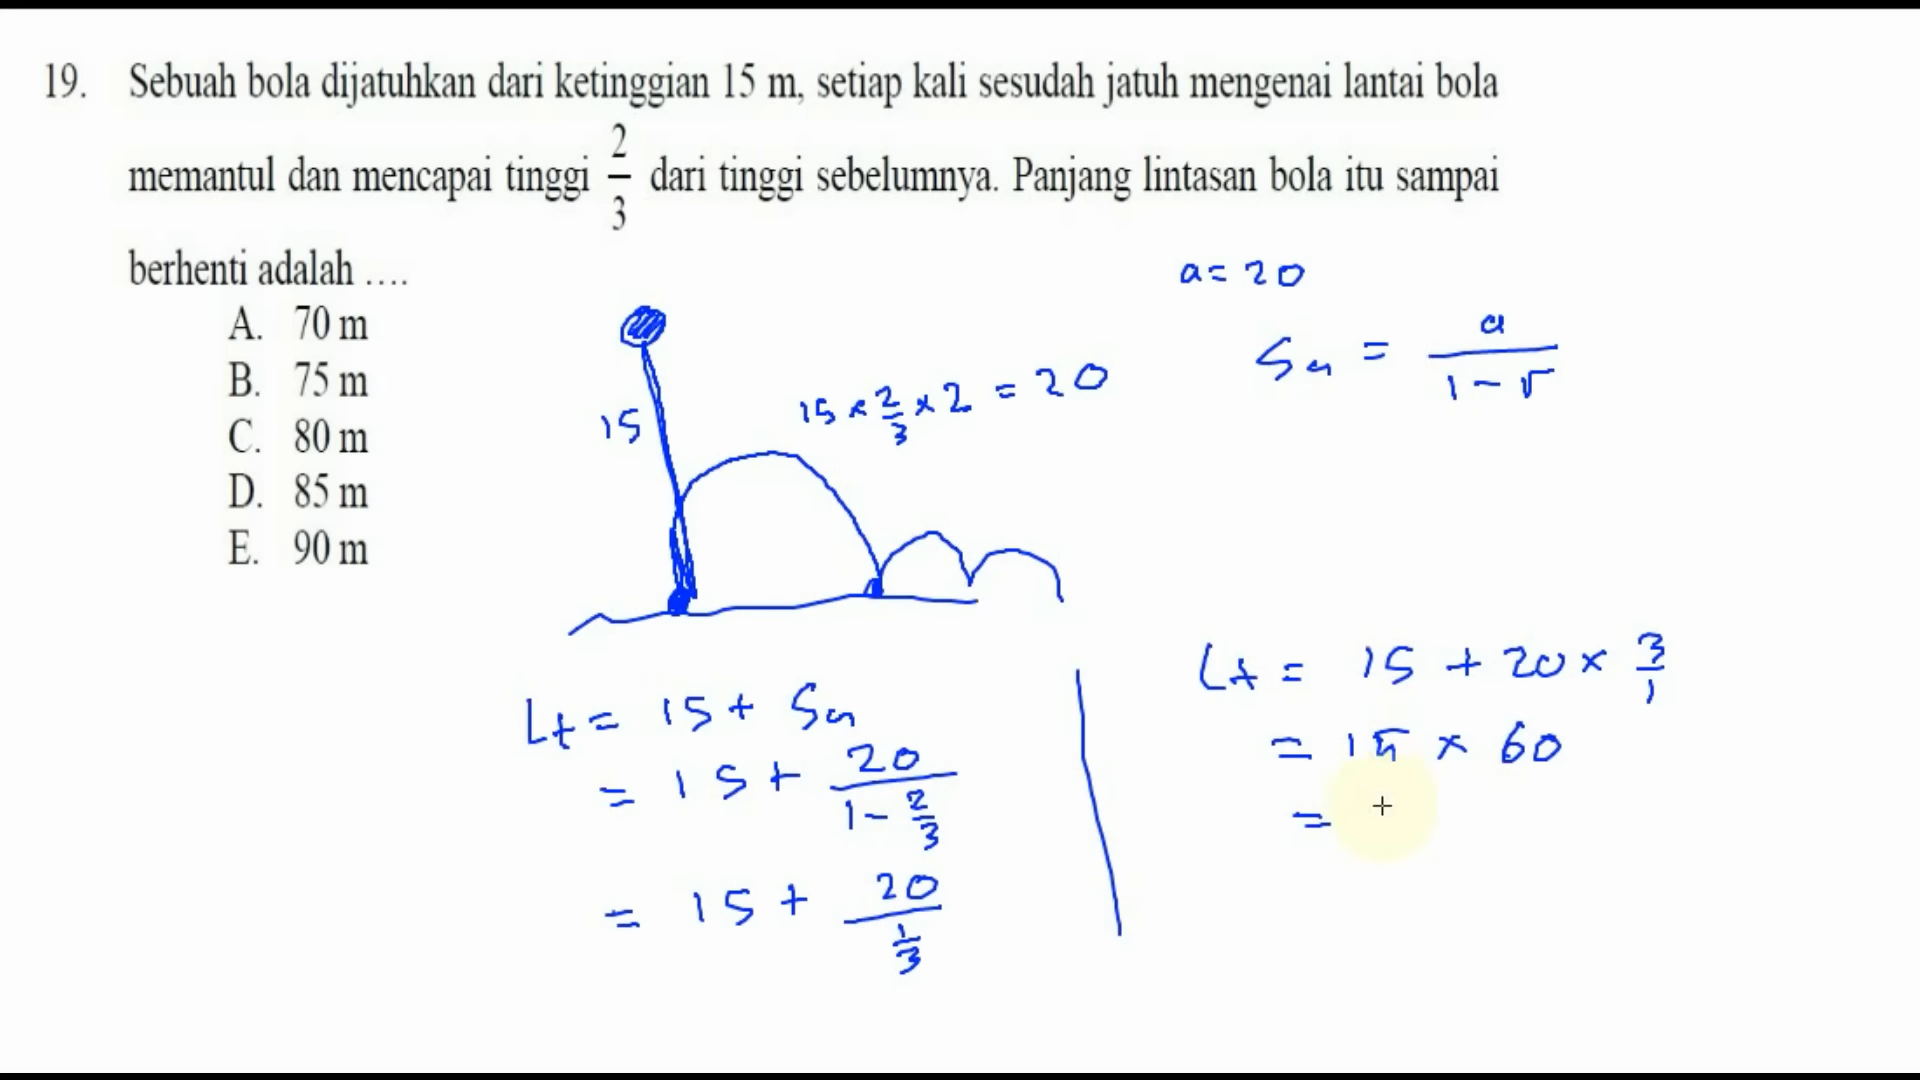 19. Sebuah bola dijatuhkan dari ketinggian 15 m, setiap kali sesudah jatuh mengenai lantai bola
memantul dan mencapai tinggi 2/3 dari tinggi sebelumnya. Panjang lintasan bola itu sampai
berhenti adalah ....
A. 70 m
B. 75 m
C. 80 m
D. 85 m
E. 90 m
15
15 × 2/3 × 2 = 20
a = 20
Sn = a/(1 - r)
Lt = 15 + Sn
= 15 + 20/(1 - 2/3)
= 15 + 20/(1/3)
Lt = 15 + 20 × 3/1
= 15 × 60
=